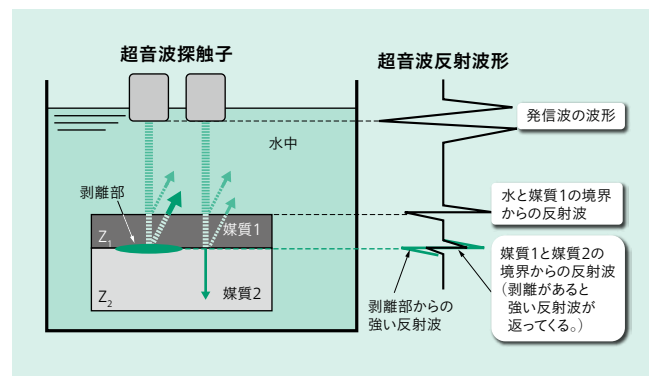 超音波探触子
超音波反射波形
発信波の波形
水中
剥離部
水と媒質1の境界
からの反射波
Z1
媒質1
媒質1と媒質2の
境界からの反射波
(剥離があると
強い反射波が
返ってくる。)
Z2
媒質2
剥離部からの
強い反射波